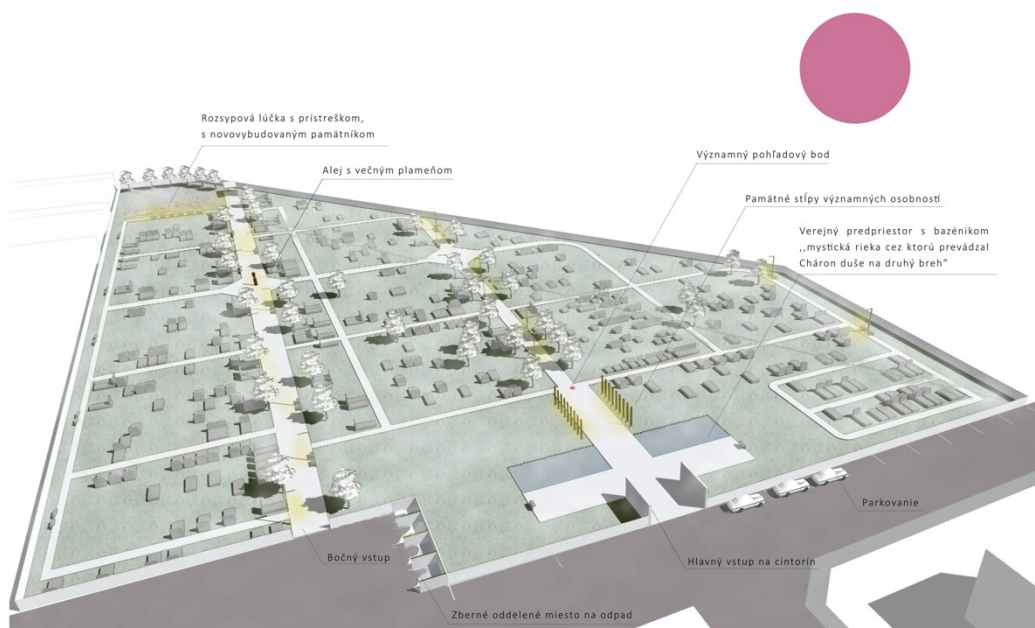 Rozsypová lúčka s prístreškom,
s novovybudovaným pamätníkom
Alej s večným plameňom
Významný pohľadový bod
Pamätné stĺpy významných osobností
Verejný predpriestor s bazénikom
,,mystická rieka cez ktorú prevádzal
Cháron duše na druhý breh"
Parkovanie
Bočný vstup
Hlavný vstup na cintorín
Zberné oddelené miesto na odpad